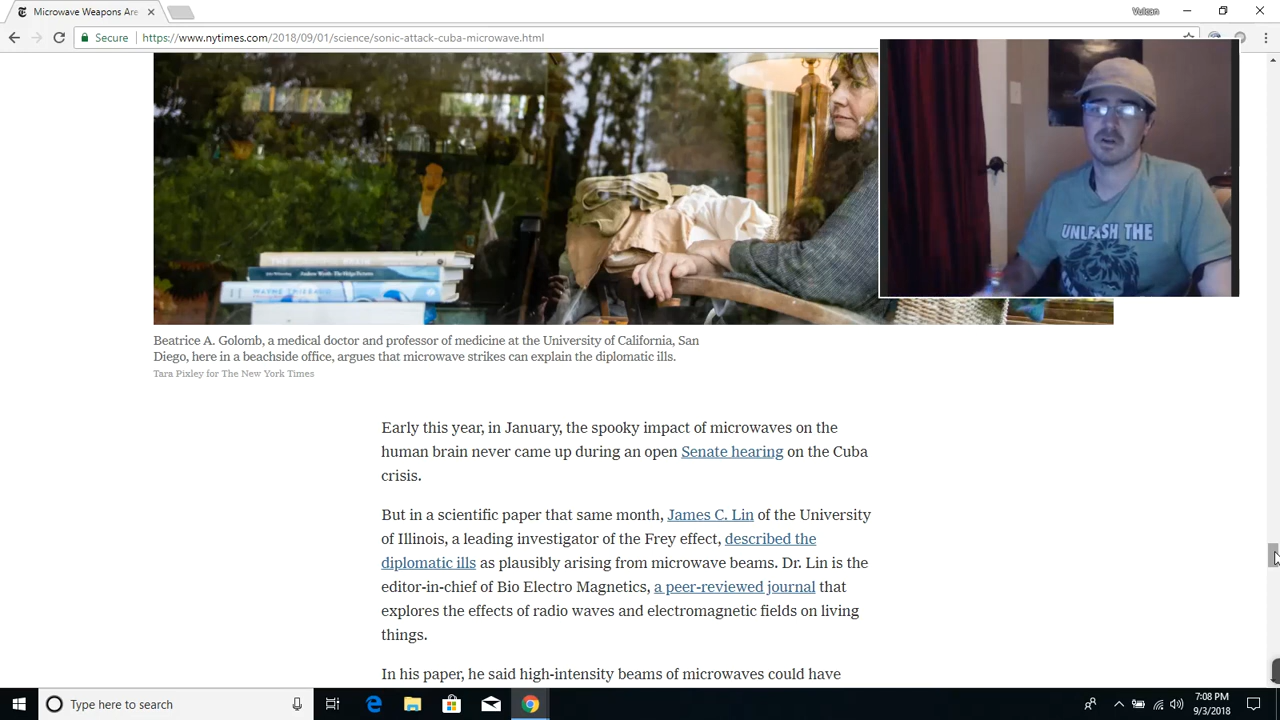 Microwave Weapons Are
Vulcan
Secure
https://www.nytimes.com/2018/09/01/science/sonic-attack-cuba-microwave.html
UNLEASH THE
WAYNE THIEBAUD
Beatrice A. Golomb, a medical doctor and professor of medicine at the University of California, San
Diego, here in a beachside office, argues that microwave strikes can explain the diplomatic ills.
Tara Pixley for The New York Times
Early this year, in January, the spooky impact of microwaves on the
human brain never came up during an open Senate hearing on the Cuba
crisis.
But in a scientific paper that same month, James C. Lin of the University
of Illinois, a leading investigator of the Frey effect, described the
diplomatic ills as plausibly arising from microwave beams. Dr. Lin is the
editor-in-chief of Bio Electro Magnetics, a peer-reviewed journal that
explores the effects of radio waves and electromagnetic fields on living
things.
In his paper, he said high-intensity beams of microwaves could have
Type here to search
7:08 PM
9/3/2018